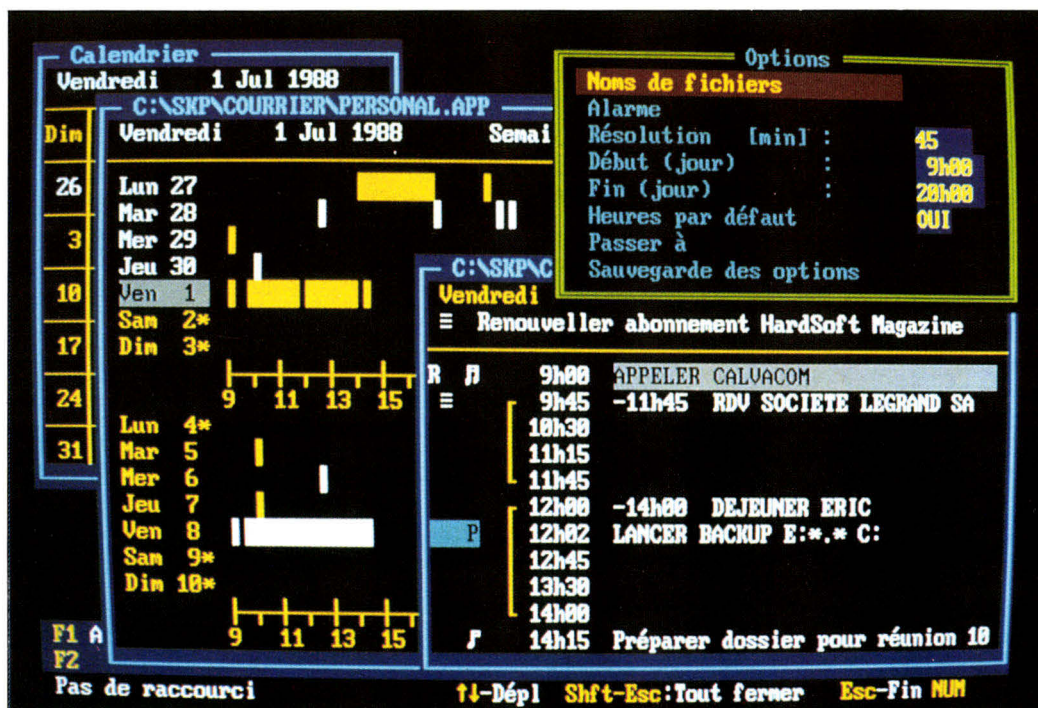 Calendrier
Vendredi 1 Jul 1988
Dim
26
3
10
17
24
31
F1 A
F2
C:\SKP\COURRIER\PERSONAL.APP
Vendredi 1 Jul 1988 Semai
Lun 27
Mar 28
Mer 29
Jeu 30
Ven 1
Sam 2*
Dim 3*
9 11 13 15
Lun 4*
Mar 5
Mer 6
Jeu 7
Ven 8
Sam 9*
Dim 10*
9 11 13 15
Options
Noms de fichiers
Alarme
Résolution [min] : 45
Début (jour) : 9h00
Fin (jour) : 20h00
Heures par défaut OUI
Passer à
Sauvegarde des options
C:\SKP\C
Vendredi
≡ Renouveller abonnement HardSoft Magazine
R ♫ 9h00 APPELER CALVACOM
≡ 9h45 -11h45 RDV SOCIETE LEGRAND SA
10h30
11h15
11h45
12h00 -14h00 DEJEUNER ERIC
P 12h02 LANCER BACKUP E:*.* C:
12h45
13h30
14h00
♪ 14h15 Préparer dossier pour réunion 10
Pas de raccourci ↑↓-Dépl Shft-Esc:Tout fermer Esc-Fin NUM